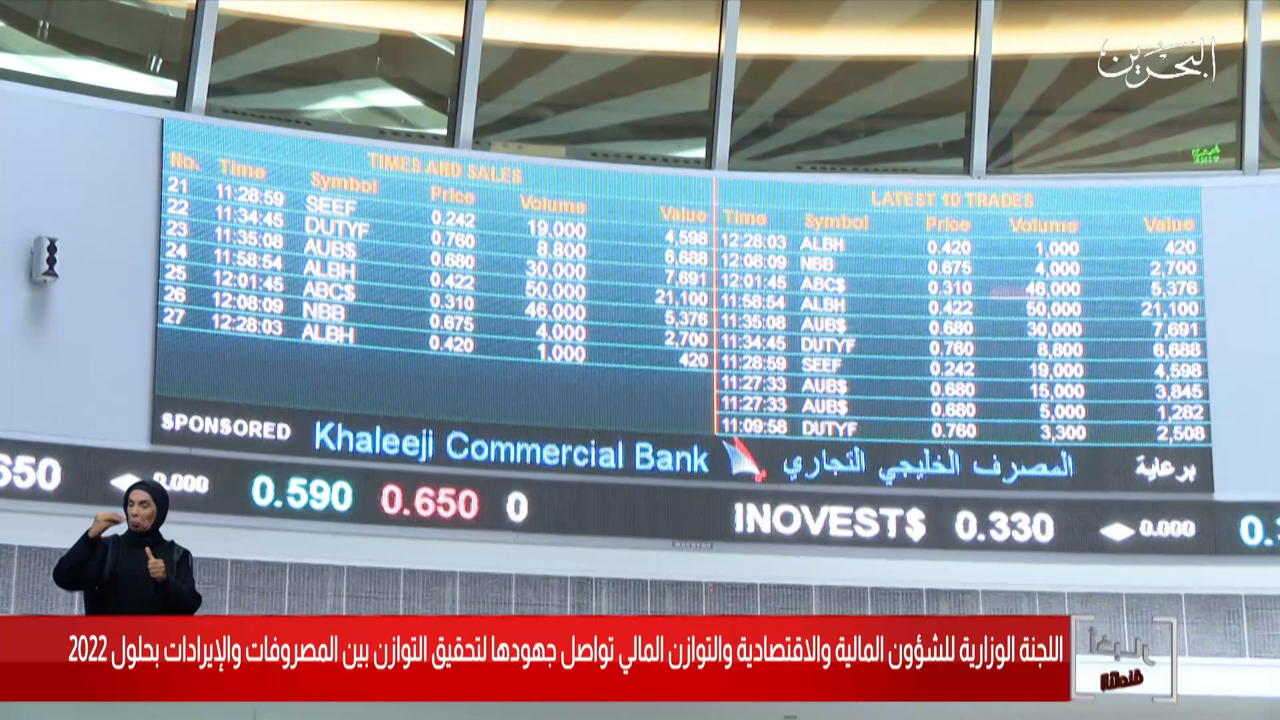 البحرين
TIMES AND SALES
No. Time Symbol Price Volume Value
21 11:28:59 SEEF 0.242 19,000 4,598
22 11:34:45 DUTYF 0.760 8,800 6,688
23 11:35:08 AUB$ 0.680 30,000 7,691
24 11:58:54 ALBH 0.422 50,000 21,100
25 12:01:45 ABC$ 0.310 46,000 5,376
26 12:08:09 NBB 0.675 4,000 2,700
27 12:28:03 ALBH 0.420 1,000 420
LATEST 10 TRADES
Time Symbol Price Volume Value
12:28:03 ALBH 0.420 1,000 420
12:08:09 NBB 0.675 4,000 2,700
12:01:45 ABC$ 0.310 46,000 5,376
11:58:54 ALBH 0.422 50,000 21,100
11:35:08 AUB$ 0.680 30,000 7,691
11:34:45 DUTYF 0.760 8,800 6,688
11:28:59 SEEF 0.242 19,000 4,598
11:27:33 AUB$ 0.680 15,000 3,845
11:27:33 AUB$ 0.680 5,000 1,282
11:09:58 DUTYF 0.760 3,300 2,508
SPONSORED Khaleeji Commercial Bank برعاية المصرف الخليجي التجاري
650 0.000 0.590 0.650 0 INOVEST$ 0.330 0.000 0.
اللجنة الوزارية للشؤون المالية والاقتصادية والتوازن المالي تواصل جهودها لتحقيق التوازن بين المصروفات والإيرادات بحلول 2022